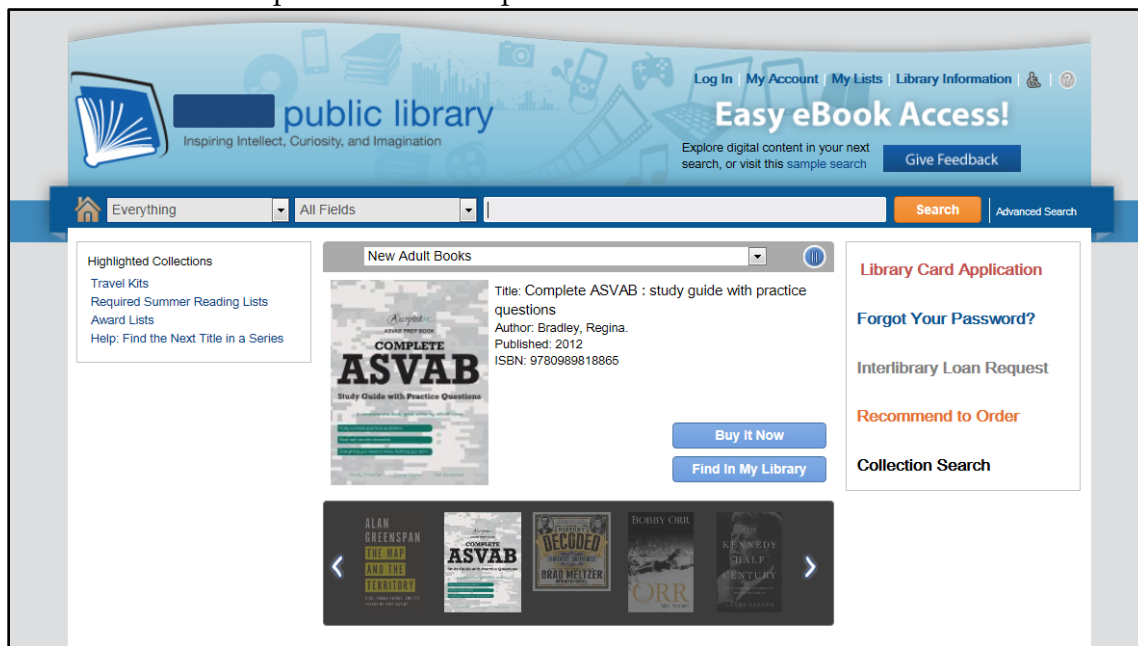 Log In | My Account | My Lists | Library Information
public library
Inspiring Intellect, Curiosity, and Imagination
Easy eBook Access!
Explore digital content in your next
search, or visit this sample search
Give Feedback
Everything
All Fields
Search
Advanced Search
Highlighted Collections
Travel Kits
Required Summer Reading Lists
Award Lists
Help: Find the Next Title in a Series
New Adult Books
Accepted
ASVAB PREP BOOK
COMPLETE
ASVAB
Study Guide with Practice Questions
Title: Complete ASVAB : study guide with practice
questions
Author: Bradley, Regina.
Published: 2012
ISBN: 9780989818865
Buy It Now
Find In My Library
Library Card Application
Forgot Your Password?
Interlibrary Loan Request
Recommend to Order
Collection Search
ALAN
GREENSPAN
THE MAP
AND THE
TERRITORY
COMPLETE
ASVAB
HISTORY
DECODED
BRAD MELTZER
BOBBY ORR
ORR
THE
KENNEDY
HALF
CENTURY